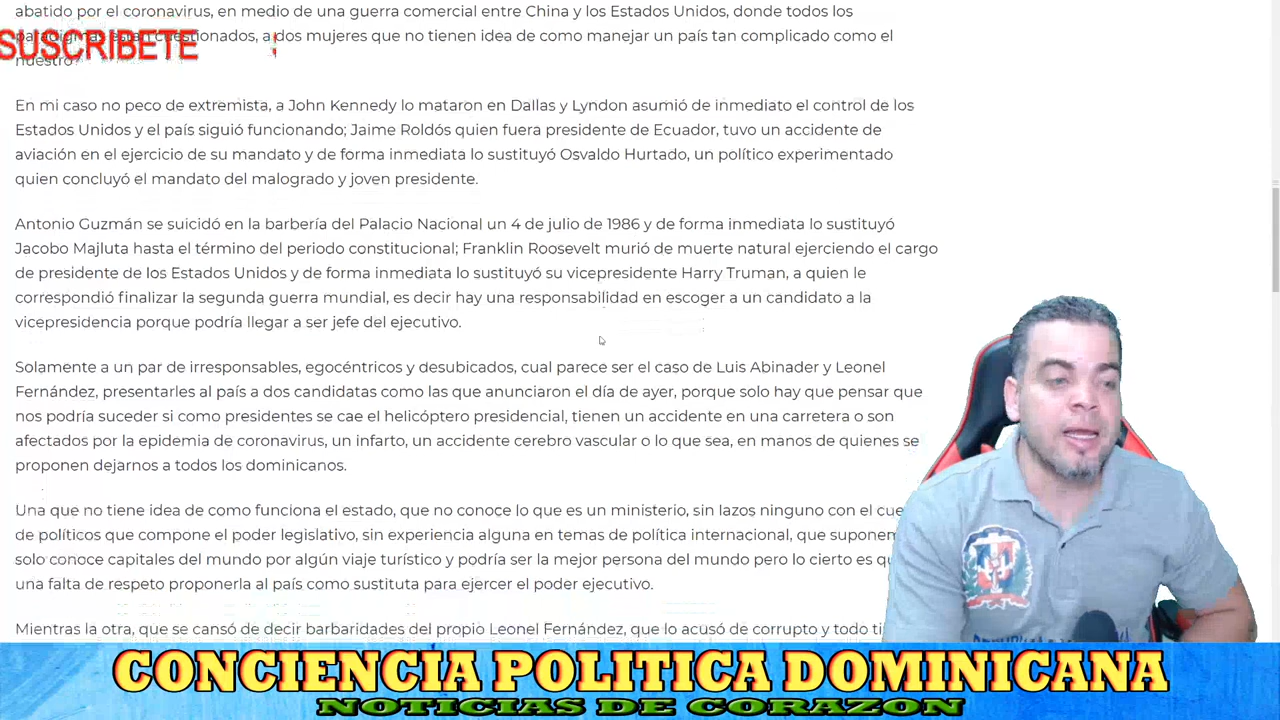 abatido por el coronavirus, en medio de una guerra comercial entre China y los Estados Unidos, donde todos los
SUSCRIBETE
paradigmas están cuestionados, a dos mujeres que no tienen idea de como manejar un país tan complicado como el
nuestro?
En mi caso no peco de extremista, a John Kennedy lo mataron en Dallas y Lyndon asumió de inmediato el control de los
Estados Unidos y el país siguió funcionando; Jaime Roldós quien fuera presidente de Ecuador, tuvo un accidente de
aviación en el ejercicio de su mandato y de forma inmediata lo sustituyó Osvaldo Hurtado, un político experimentado
quien concluyó el mandato del malogrado y joven presidente.
Antonio Guzmán se suicidó en la barbería del Palacio Nacional un 4 de julio de 1986 y de forma inmediata lo sustituyó
Jacobo Majluta hasta el término del periodo constitucional; Franklin Roosevelt murió de muerte natural ejerciendo el cargo
de presidente de los Estados Unidos y de forma inmediata lo sustituyó su vicepresidente Harry Truman, a quien le
correspondió finalizar la segunda guerra mundial, es decir hay una responsabilidad en escoger a un candidato a la
vicepresidencia porque podría llegar a ser jefe del ejecutivo.
Solamente a un par de irresponsables, egocéntricos y desubicados, cual parece ser el caso de Luis Abinader y Leonel
Fernández, presentarles al país a dos candidatas como las que anunciaron el día de ayer, porque solo hay que pensar que
nos podría suceder si como presidentes se cae el helicóptero presidencial, tienen un accidente en una carretera o son
afectados por la epidemia de coronavirus, un infarto, un accidente cerebro vascular o lo que sea, en manos de quienes se
proponen dejarnos a todos los dominicanos.
Una que no tiene idea de como funciona el estado, que no conoce lo que es un ministerio, sin lazos ninguno con el cue
de políticos que compone el poder legislativo, sin experiencia alguna en temas de política internacional, que suponem
solo conoce capitales del mundo por algún viaje turístico y podría ser la mejor persona del mundo pero lo cierto es qu
una falta de respeto proponerla al país como sustituta para ejercer el poder ejecutivo.
Mientras la otra, que se cansó de decir barbaridades del propio Leonel Fernández, que lo acusó de corrupto y todo ti
CONCIENCIA POLITICA DOMINICANA
NOTICIAS DE CORAZON